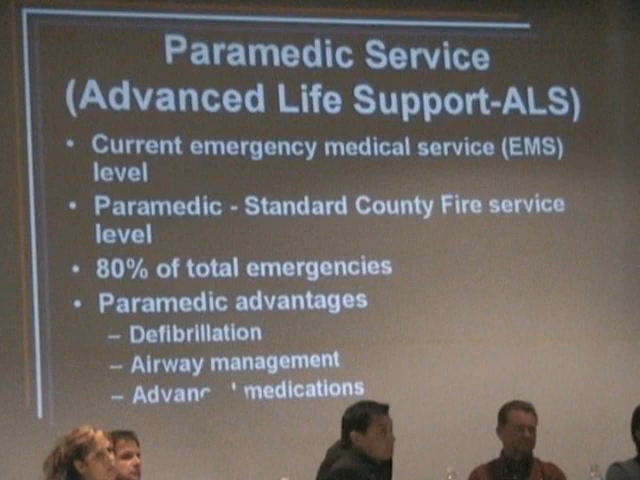 Paramedic Service
(Advanced Life Support-ALS)
• Current emergency medical service (EMS)
level
• Paramedic - Standard County Fire service
level
• 80% of total emergencies
• Paramedic advantages
– Defibrillation
– Airway management
– medications